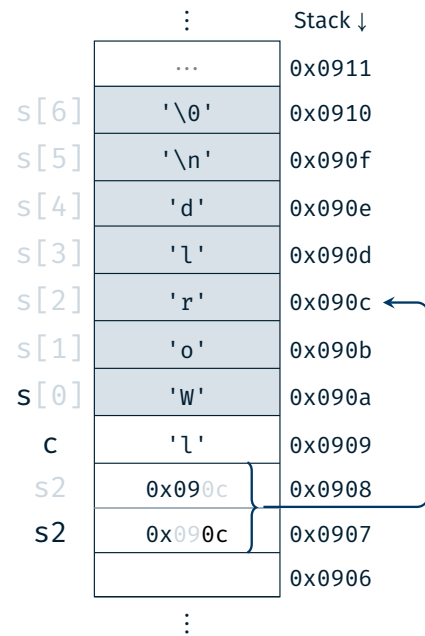 ⋮ Stack ↓
... 0x0911
s[6] '\0' 0x0910
s[5] '\n' 0x090f
s[4] 'd' 0x090e
s[3] 'l' 0x090d
s[2] 'r' 0x090c
s[1] 'o' 0x090b
s[0] 'W' 0x090a
c 'l' 0x0909
s2 0x090c 0x0908
s2 0x090c 0x0907
0x0906
⋮